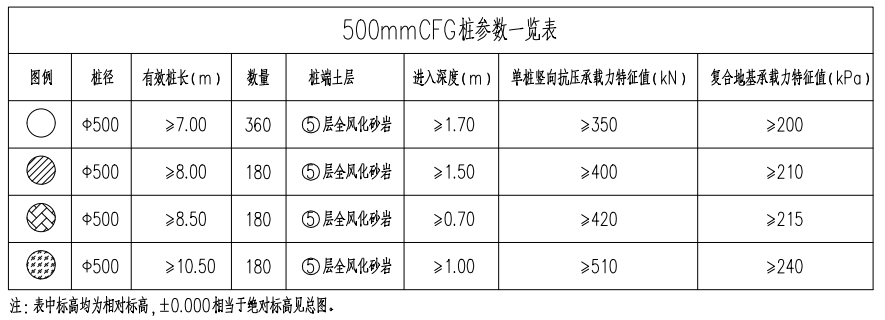 500mmCFG桩参数一览表
图例 桩径 有效桩长(m) 数量 桩端土层 进入深度(m) 单桩竖向抗压承载力特征值(kN) 复合地基承载力特征值(kPa)
Φ500 ≥7.00 360 ⑤层全风化砂岩 ≥1.70 ≥350 ≥200
Φ500 ≥8.00 180 ⑤层全风化砂岩 ≥1.50 ≥400 ≥210
Φ500 ≥8.50 180 ⑤层全风化砂岩 ≥0.70 ≥420 ≥215
Φ500 ≥10.50 180 ⑤层全风化砂岩 ≥1.00 ≥510 ≥240
注: 表中标高均为相对标高, ±0.000相当于绝对标高见总图。